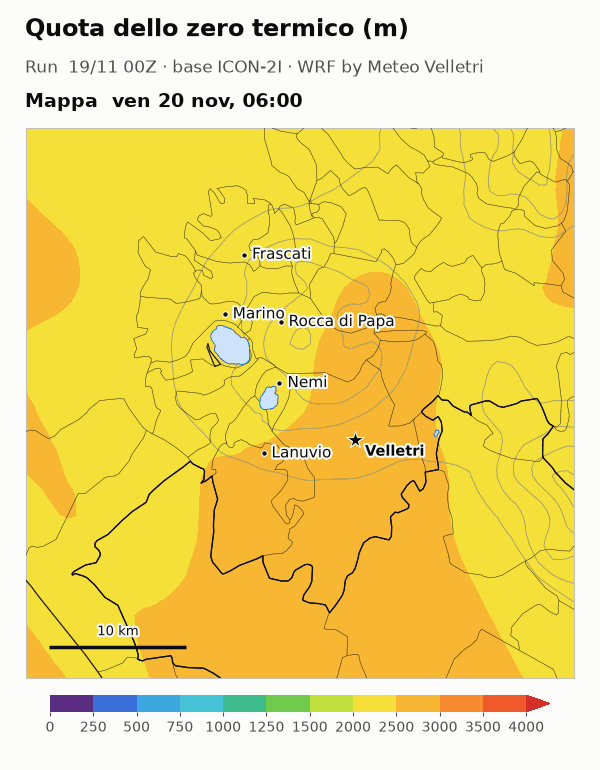 Quota dello zero termico (m)
Run  19/11 00Z · base ICON-2I · WRF by Meteo Velletri
Mappa  ven 20 nov, 06:00
Frascati
Marino
Rocca di Papa
Nemi
Velletri
Lanuvio
10 km
0 250 500 750 1000 1250 1500 2000 2500 3000 3500 4000